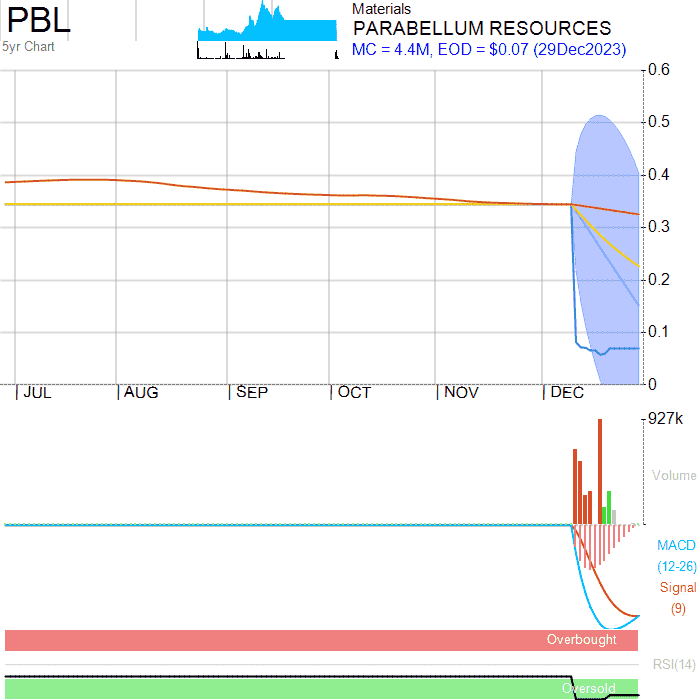 PBL
5yr Chart
Materials
PARABELLUM RESOURCES
MC = 4.4M, EOD = $0.07 (29Dec2023)
0.6
0.5
0.4
0.3
0.2
0.1
0
JUL AUG SEP OCT NOV DEC
927k
Volume
MACD
(12-26)
Signal
(9)
Overbought
RSI(14)
Oversold